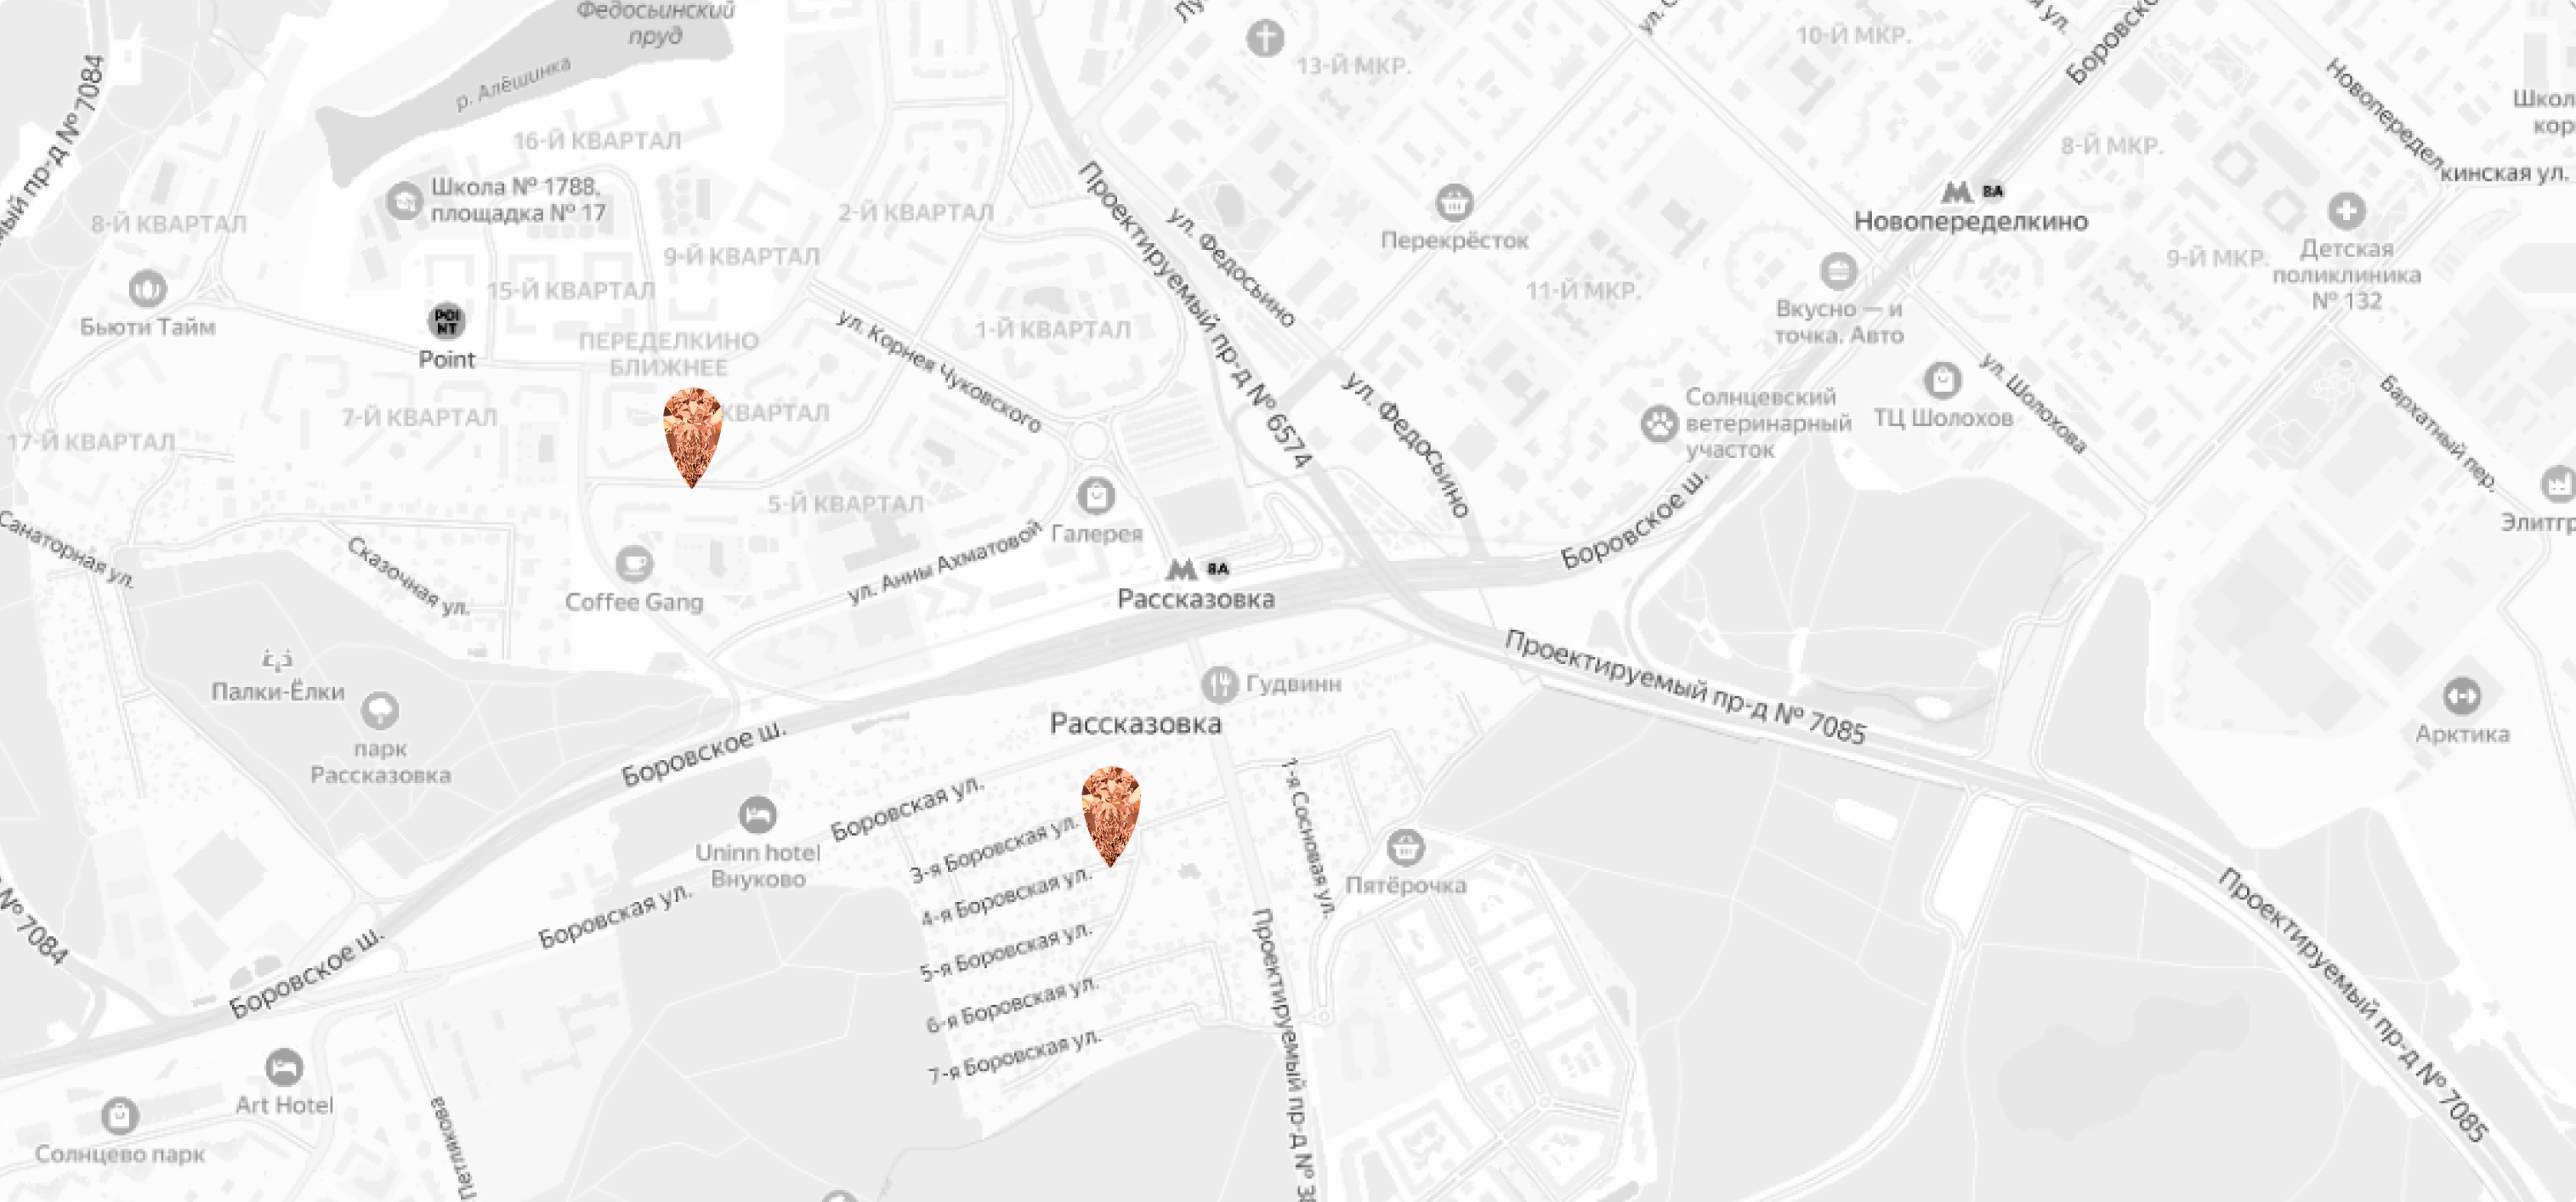 Федосьинский
пруд
р. Алёшинка
16-Й КВАРТАЛ
Школа № 1788,
площадка № 17
8-Й КВАРТАЛ
2-Й КВАРТАЛ
9-Й КВАРТАЛ
15-Й КВАРТАЛ
Бьюти Тайм
POI
NT
Point
ПЕРЕДЕЛКИНО
БЛИЖНЕЕ
1-Й КВАРТАЛ
ул. Корнея Чуковского
7-Й КВАРТАЛ
КВАРТАЛ
17-Й КВАРТАЛ
5-Й КВАРТАЛ
Санаторная ул.
Сказочная ул.
Coffee Gang
ул. Анны Ахматовой
Галерея
8А
Рассказовка
Палки-Ёлки
парк
Рассказовка
Боровское ш.
Боровское ш.
Uninn hotel
Внуково
Боровская ул.
Боровская ул.
Гудвинн
Рассказовка
3-я Боровская ул.
4-я Боровская ул.
5-я Боровская ул.
6-я Боровская ул.
7-я Боровская ул.
1-я Сосновая ул.
Пятёрочка
Проектируемый пр-д №
Art Hotel
Солнцево парк
Петликова
№ 7084
пр-д № 7084
13-Й МКР.
10-Й МКР.
Проектируемый пр-д № 6574
ул. Федосьино
ул. Федосьино
Перекрёсток
11-Й МКР.
8А
Новопеределкино
8-Й МКР.
9-Й МКР.
Новопеределкинская ул.
Детская
поликлиника
№ 132
Вкусно — и
точка. Авто
Солнцевский
ветеринарный
участок
ТЦ Шолохов
ул. Шолохова
Бархатный пер.
Боровское ш.
Проектируемый пр-д № 7085
Арктика
Проектируемый пр-д № 7085